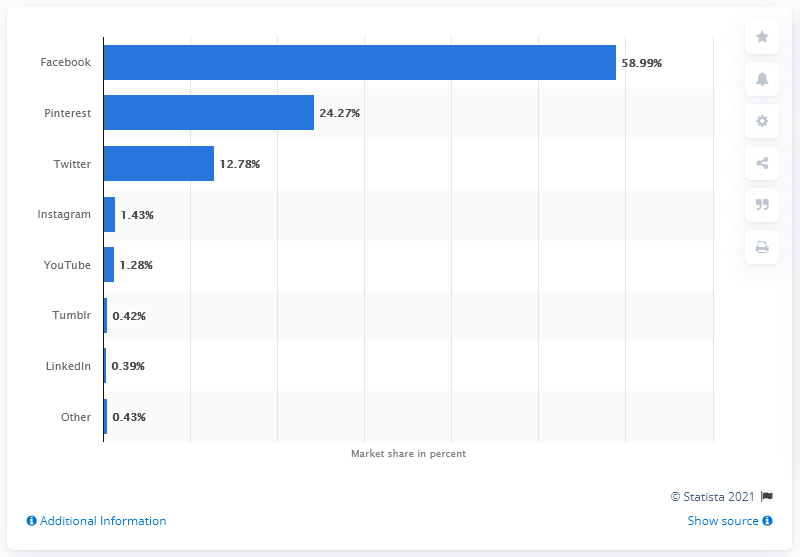 Facebook 58.99%
Pinterest 24.27%
Twitter 12.78%
Instagram 1.43%
YouTube 1.28%
Tumblr 0.42%
LinkedIn 0.39%
Other 0.43%
Market share in percent
© Statista 2021
Additional Information
Show source